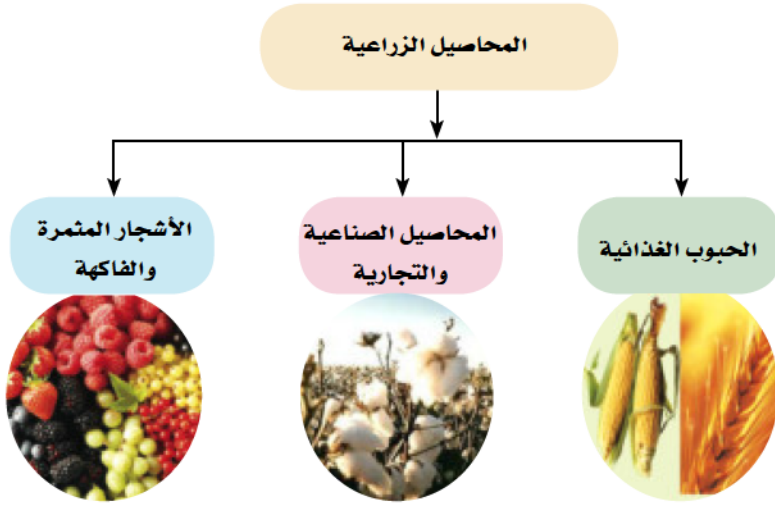 المحاصيل الزراعية
الحبوب الغذائية
المحاصيل الصناعية
والتجارية
الأشجار المثمرة
والفاكهة